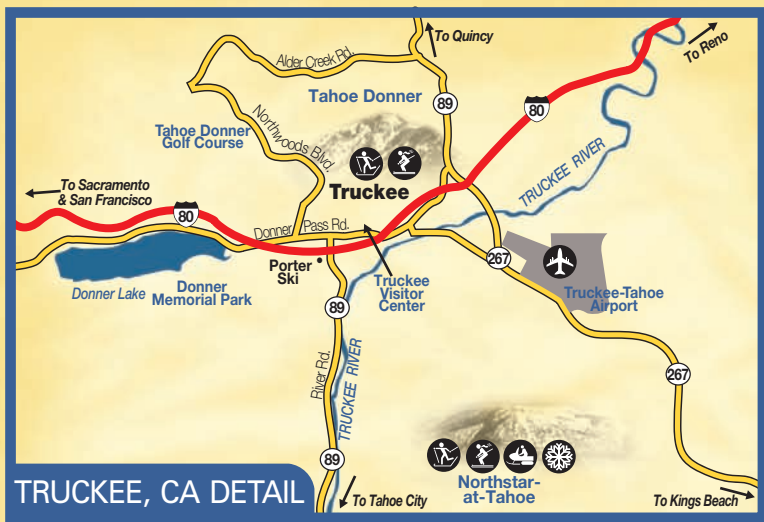 To Quincy
To Reno
Alder Creek Rd.
Tahoe Donner
89
80
Tahoe Donner
Golf Course
Northwoods Blvd.
TRUCKEE RIVER
Truckee
To Sacramento
& San Francisco
80
Donner Pass Rd.
267
Porter
Ski
Truckee
Visitor
Center
Donner Lake
Donner
Memorial Park
Truckee-Tahoe
Airport
89
River Rd.
TRUCKEE RIVER
267
89
Northstar-
at-Tahoe
TRUCKEE, CA DETAIL
To Tahoe City
To Kings Beach